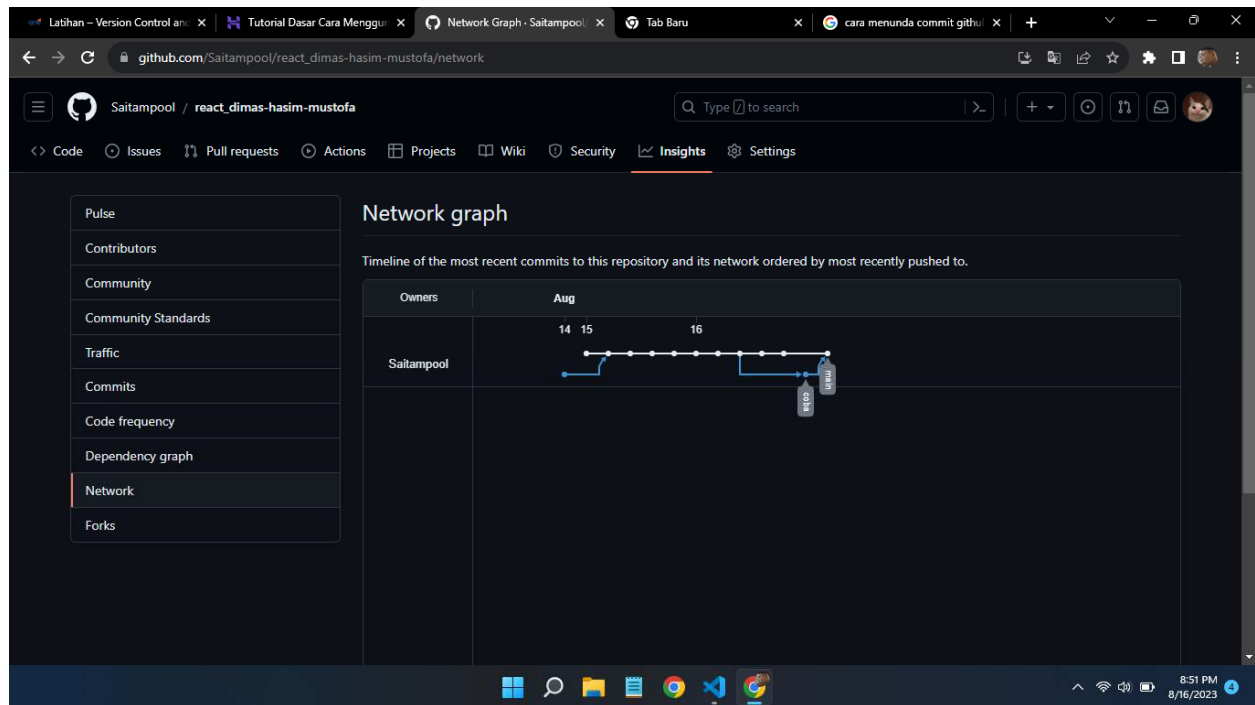 Latihan – Version Control and
Tutorial Dasar Cara Menggun
Network Graph · Saitampool/
Tab Baru
cara menunda commit githu
github.com/Saitampool/react_dimas-hasim-mustofa/network
Saitampool / react_dimas-hasim-mustofa
Type / to search
Code
Issues
Pull requests
Actions
Projects
Wiki
Security
Insights
Settings
Pulse
Contributors
Community
Community Standards
Traffic
Commits
Code frequency
Dependency graph
Network
Forks
Network graph
Timeline of the most recent commits to this repository and its network ordered by most recently pushed to.
Owners
Aug
14 15 16
Saitampool
main
coba
8:51 PM
8/16/2023
4